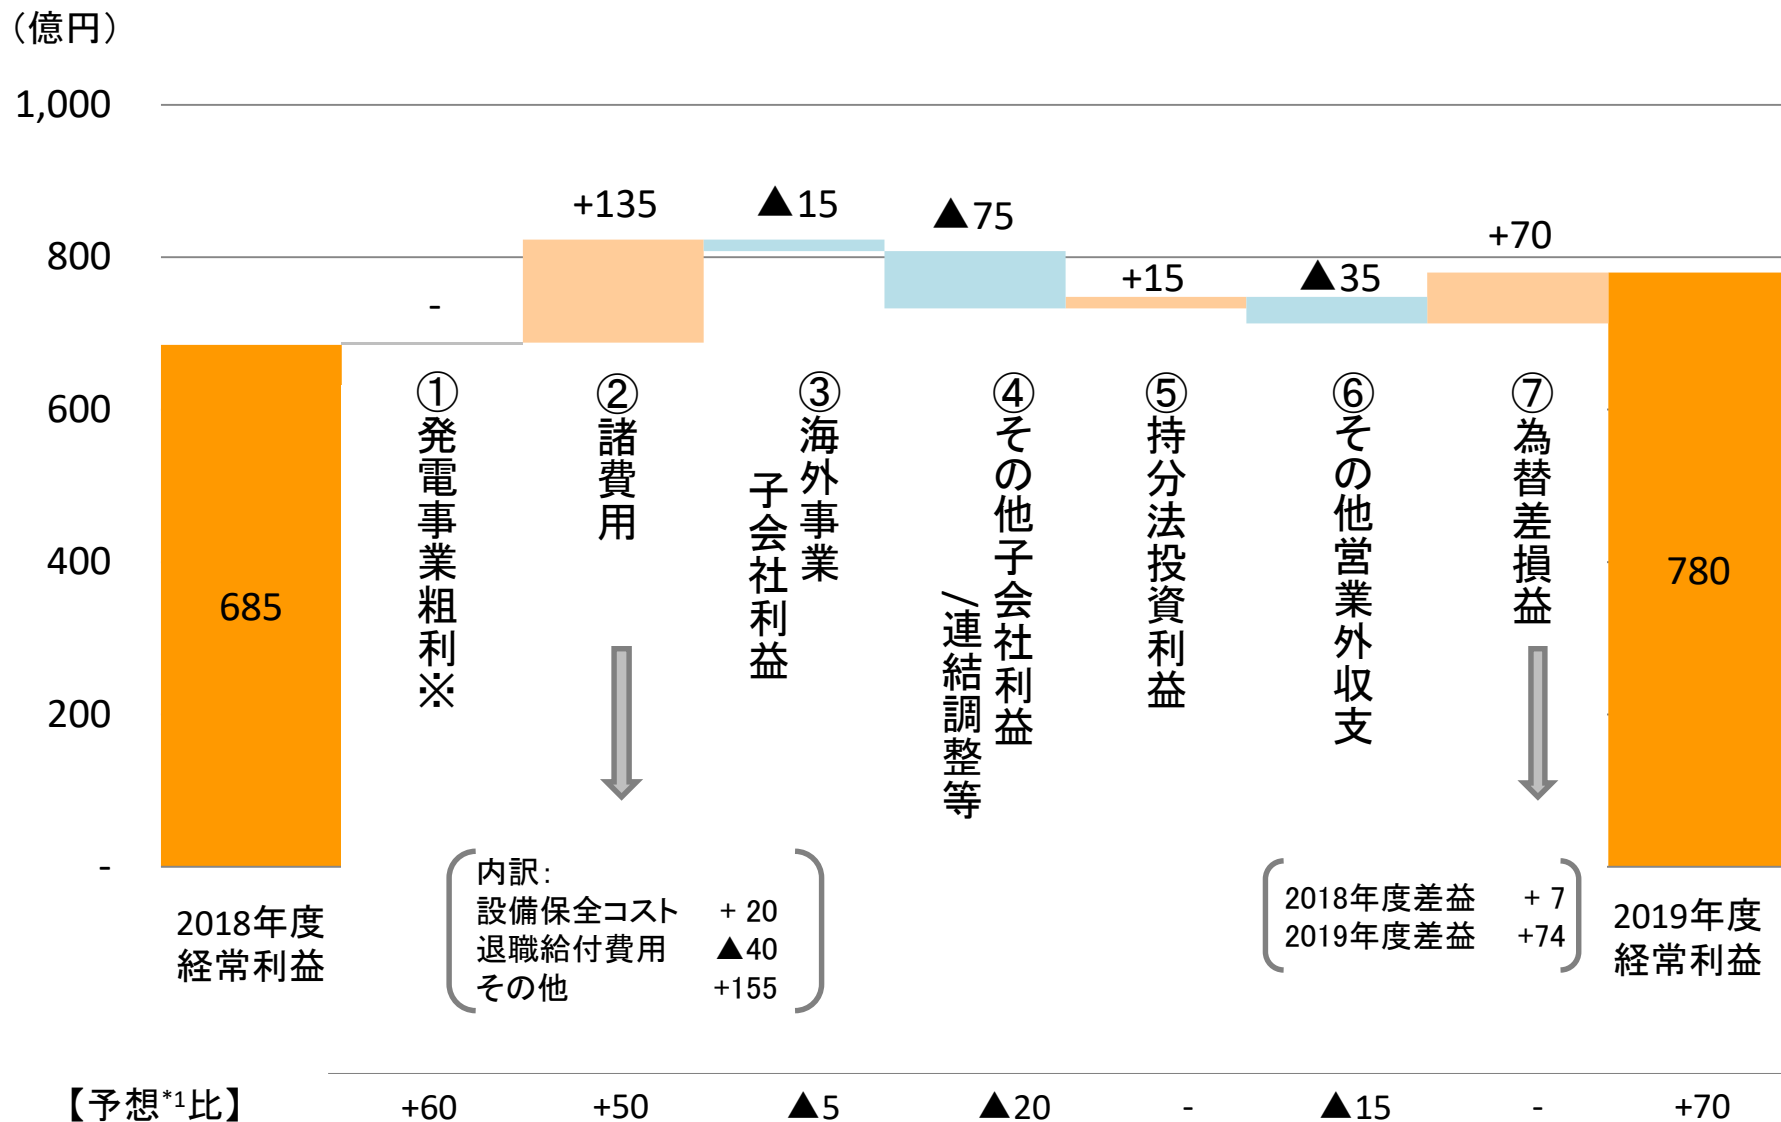 （億円）
1,000
800
600
400
200
-
685
-
+135
▲15
▲75
+15
▲35
+70
780
①発電事業粗利※
②諸費用
③海外事業
子会社利益
④その他子会社利益
/連結調整等
⑤持分法投資利益
⑥その他営業外収支
⑦為替差損益
2018年度
経常利益
内訳：
設備保全コスト + 20
退職給付費用 ▲40
その他 +155
2018年度差益 + 7
2019年度差益 +74
2019年度
経常利益
【予想*1比】 +60 +50 ▲5 ▲20 - ▲15 - +70